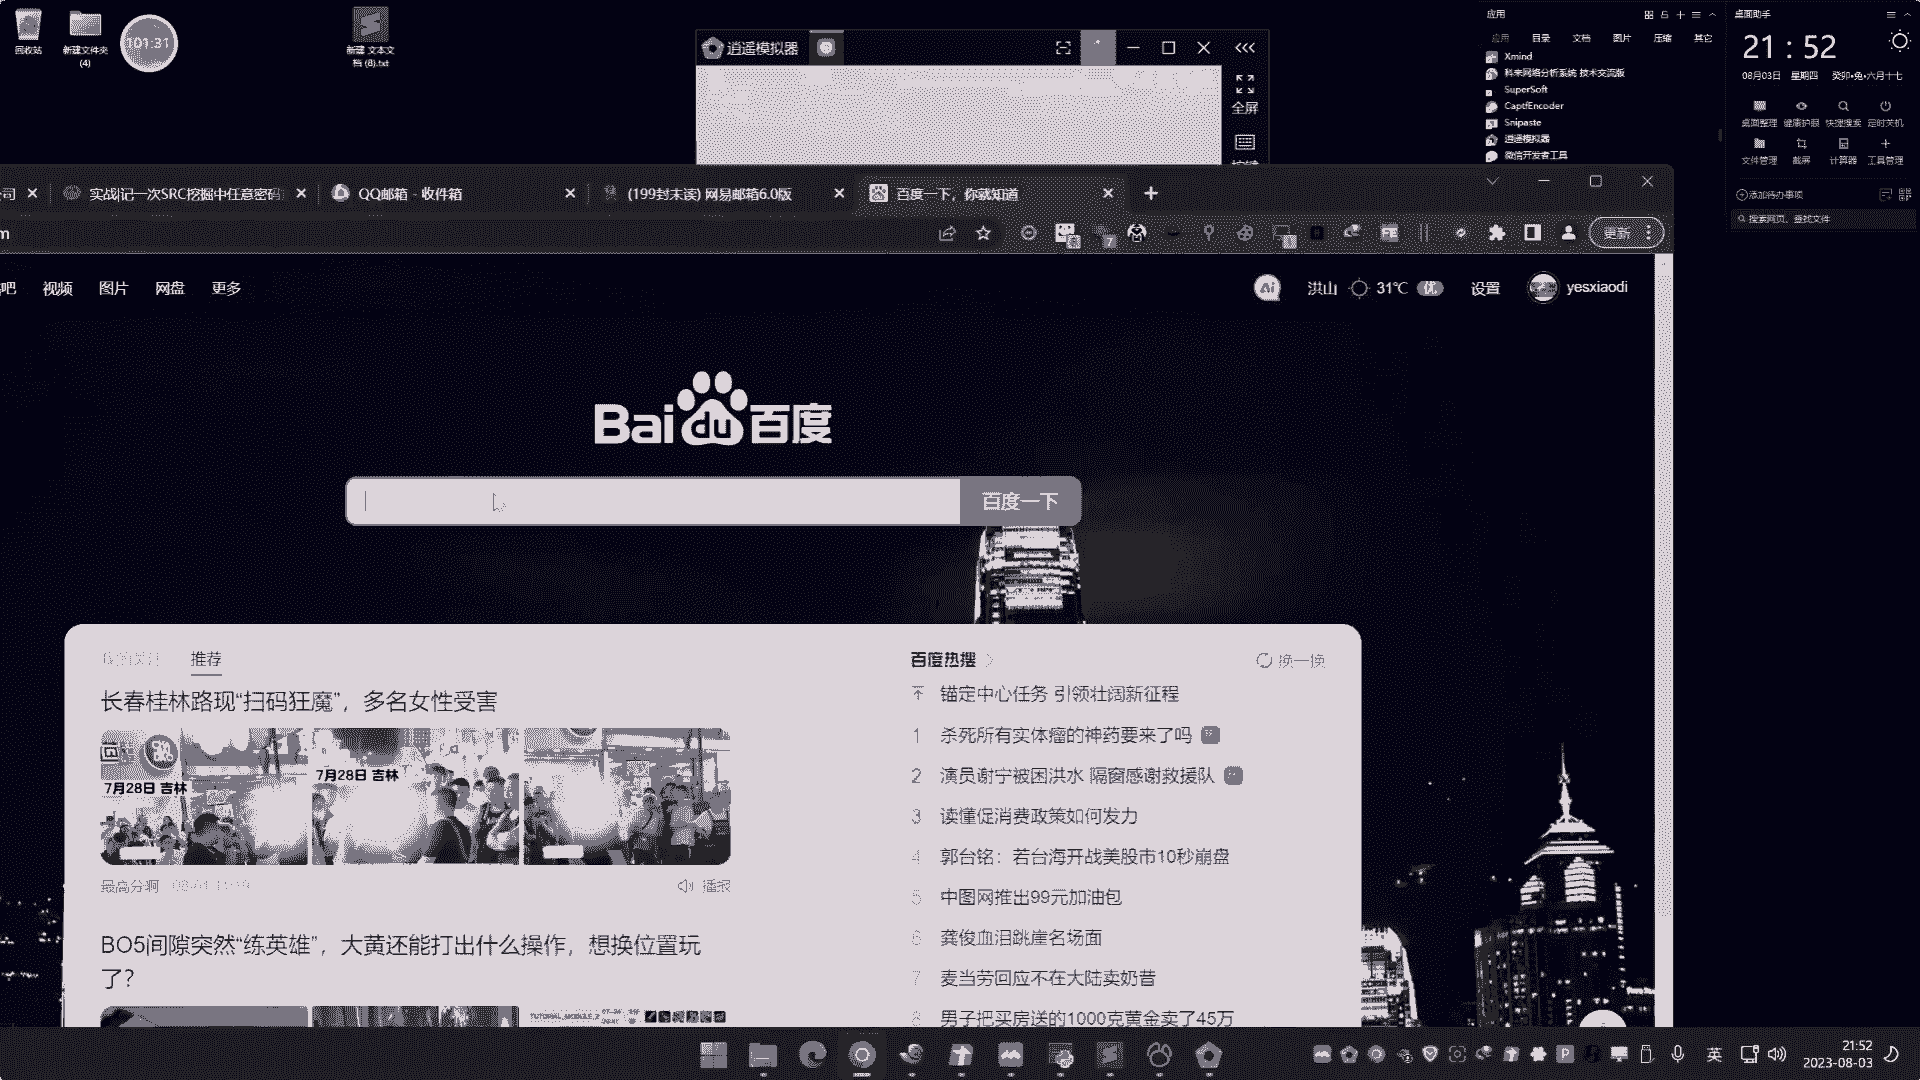 回收站
新建文件夹
(4)
101:31
新建 文本文
档 (8).txt
逍遥模拟器
全屏
应用
应用 目录 文档 图片 压缩 其它
Xmind
科来网络分析系统 技术交流版
SuperSoft
CaptfEncoder
Snipaste
逍遥模拟器
微信开发者工具
桌面助手
21 : 52
08月03日 星期四 癸卯•兔•六月十七
桌面整理 健康护眼 快捷搜索 定时关机
文件管理 截屏 计算器 工具管理
添加待办事项
搜索网页、查找文件
司
实战|记一次SRC挖掘中任意密码
QQ邮箱 - 收件箱
(199封未读) 网易邮箱6.0版
百度一下，你就知道
m
7
更新
吧 视频 图片 网盘 更多
Ai
洪山 31℃ 优 设置 yesxiaodi
Bai du 百度
百度一下
推荐
长春桂林路现“扫码狂魔”，多名女性受害
7月28日 吉林
7月28日 吉林
最高分啊
播报
BO5间隙突然“练英雄”，大黄还能打出什么操作，想换位置玩
了？
百度热搜
换一换
锚定中心任务 引领壮阔新征程
1 杀死所有实体瘤的神药要来了吗
2 演员谢宁被困洪水 隔窗感谢救援队
3 读懂促消费政策如何发力
4 郭台铭：若台海开战美股市10秒崩盘
5 中图网推出99元加油包
6 龚俊血泪跳崖名场面
7 麦当劳回应不在大陆卖奶昔
8 男子把买房送的1000克黄金卖了45万
英
21:52
2023-08-03